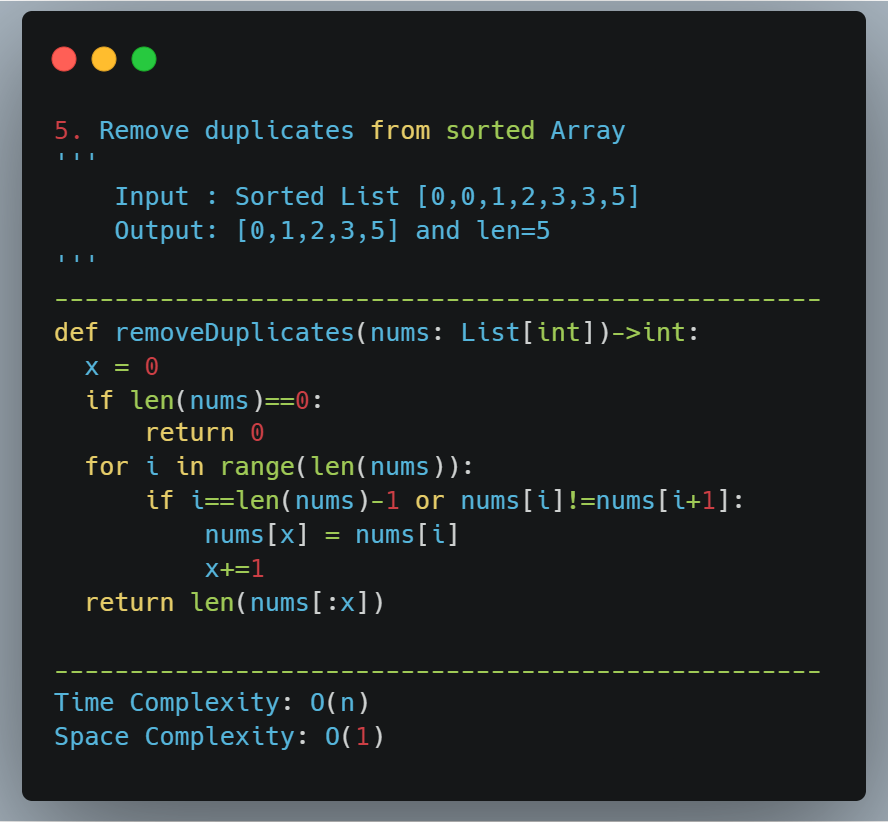 5. Remove duplicates from sorted Array
'''
    Input : Sorted List [0,0,1,2,3,3,5]
    Output: [0,1,2,3,5] and len=5
'''
---------------------------------------------------
def removeDuplicates(nums: List[int])->int:
  x = 0
  if len(nums)==0:
      return 0
  for i in range(len(nums)):
      if i==len(nums)-1 or nums[i]!=nums[i+1]:
          nums[x] = nums[i]
          x+=1
  return len(nums[:x])
---------------------------------------------------
Time Complexity: O(n)
Space Complexity: O(1)